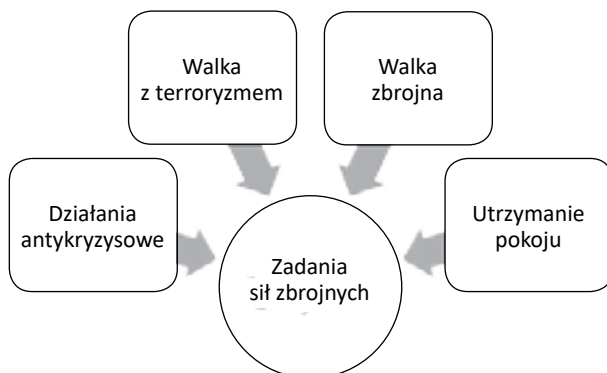 Walka
z terroryzmem
Walka
zbrojna
Działania
antykryzysowe
Utrzymanie
pokoju
Zadania
sił zbrojnych